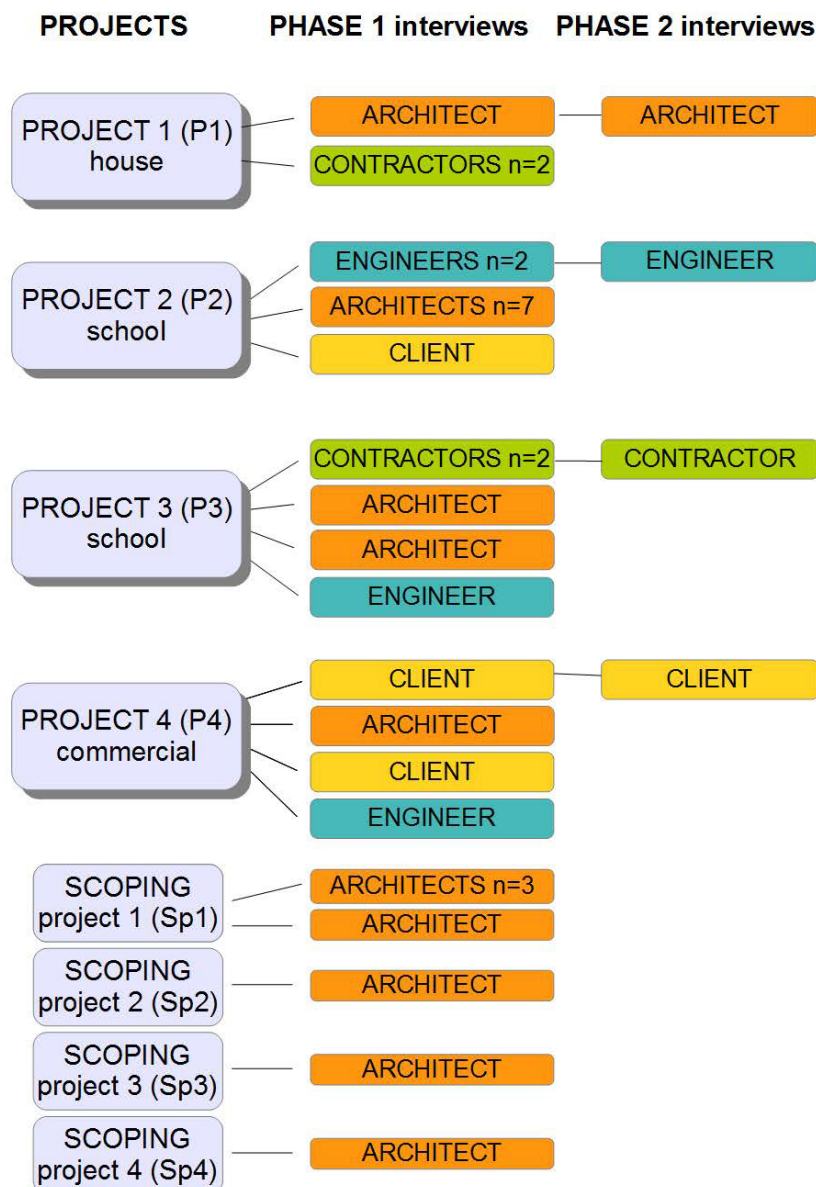 PROJECTS PHASE 1 interviews PHASE 2 interviews
PROJECT 1 (P1)
house
ARCHITECT
ARCHITECT
CONTRACTORS n=2
PROJECT 2 (P2)
school
ENGINEERS n=2
ENGINEER
ARCHITECTS n=7
CLIENT
PROJECT 3 (P3)
school
CONTRACTORS n=2
CONTRACTOR
ARCHITECT
ARCHITECT
ENGINEER
PROJECT 4 (P4)
commercial
CLIENT
CLIENT
ARCHITECT
CLIENT
ENGINEER
SCOPING
project 1 (Sp1)
ARCHITECTS n=3
ARCHITECT
SCOPING
project 2 (Sp2)
ARCHITECT
SCOPING
project 3 (Sp3)
ARCHITECT
SCOPING
project 4 (Sp4)
ARCHITECT